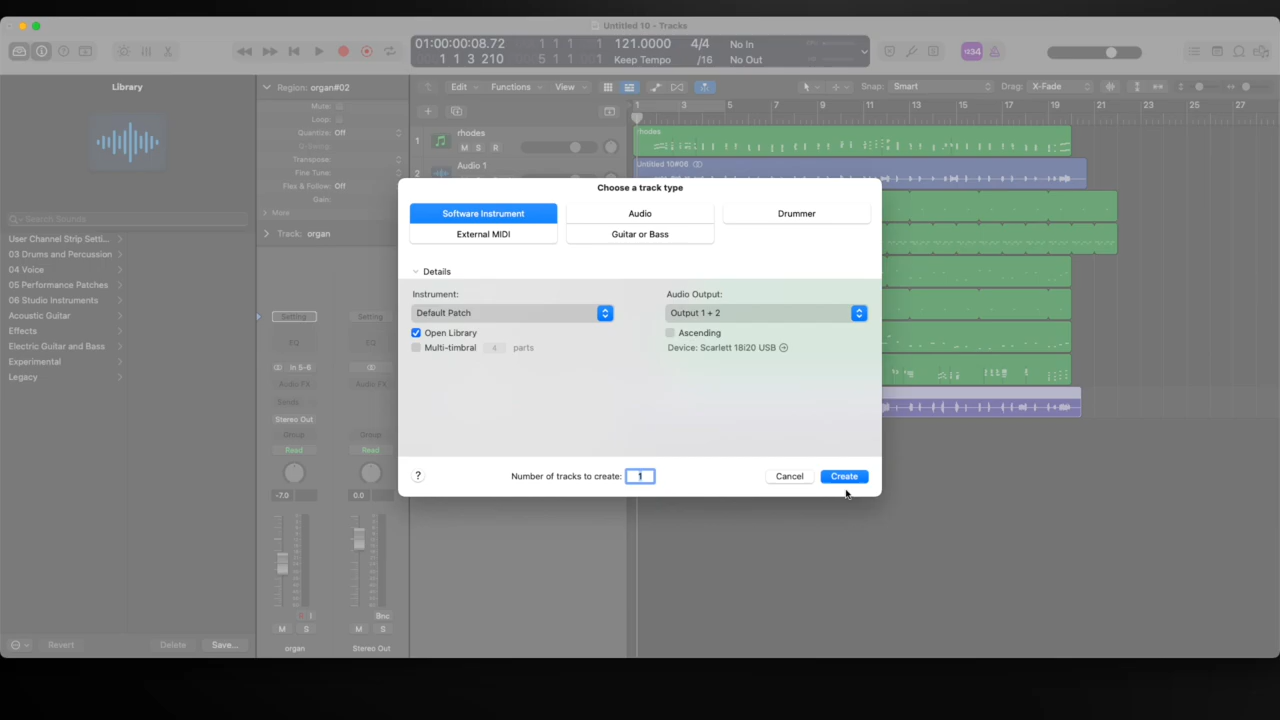 Untitled 10 - Tracks
01:00:00:08.72 1 1 1 1 121.0000 4/4 No In
1 1 3 210 5 1 1 1 Keep Tempo /16 No Out
1234
Library
Region: organ#02
Edit
Functions
View
Snap: Smart
Drag: X-Fade
Mute:
Loop:
Quantize: Off
Q-Swing:
Transpose:
Fine Tune:
Flex & Follow: Off
Gain:
More
Track: organ
1 3 5 7 9 11 13 15 17 19 21 23 25 27
1
rhodes
M S R
rhodes
2
Audio 1
Untitled 10#06
Search Sounds
User Channel Strip Setti...
03 Drums and Percussion
04 Voice
05 Performance Patches
06 Studio Instruments
Acoustic Guitar
Effects
Electric Guitar and Bass
Experimental
Legacy
Choose a track type
Software Instrument
Audio
Drummer
External MIDI
Guitar or Bass
Details
Instrument:
Default Patch
Open Library
Multi-timbral 4 parts
Audio Output:
Output 1 + 2
Ascending
Device: Scarlett 18i20 USB
? Number of tracks to create: 1 Cancel Create
Setting Setting
EQ EQ
In 5-6
Audio FX Audio FX
Sends
Stereo Out
Group Group
Read Read
-7.0 0.0
I Bnc
M S M S
organ Stereo Out
Revert Delete Save...